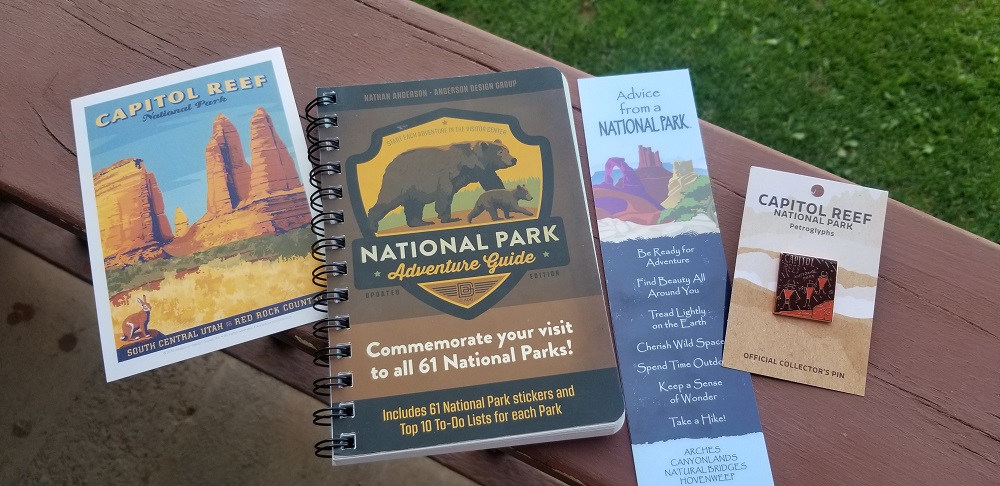 CAPITOL REEF
National Park
SOUTH CENTRAL UTAH
RED ROCK COUNT
NATHAN ANDERSON - ANDERSON DESIGN GROUP
START EACH ADVENTURE IN THE VISITOR CENTER
NATIONAL PARK
Adventure Guide
UPDATED EDITION
Commemorate your visit
to all 61 National Parks!
Includes 61 National Park stickers and
Top 10 To-Do Lists for each Park
Advice
from a
NATIONAL PARK
Be Ready for
Adventure
Find Beauty All
Around You
Tread Lightly
on the Earth
Cherish Wild Space
Spend Time Outdo
Keep a Sense
of Wonder
Take a Hike!
ARCHES
CANYONLANDS
NATURAL BRIDGES
HOVENWEEP
CAPITOL REEF
NATIONAL PARK
Petroglyphs
CAPITOL
OFFICIAL COLLECTOR'S PIN